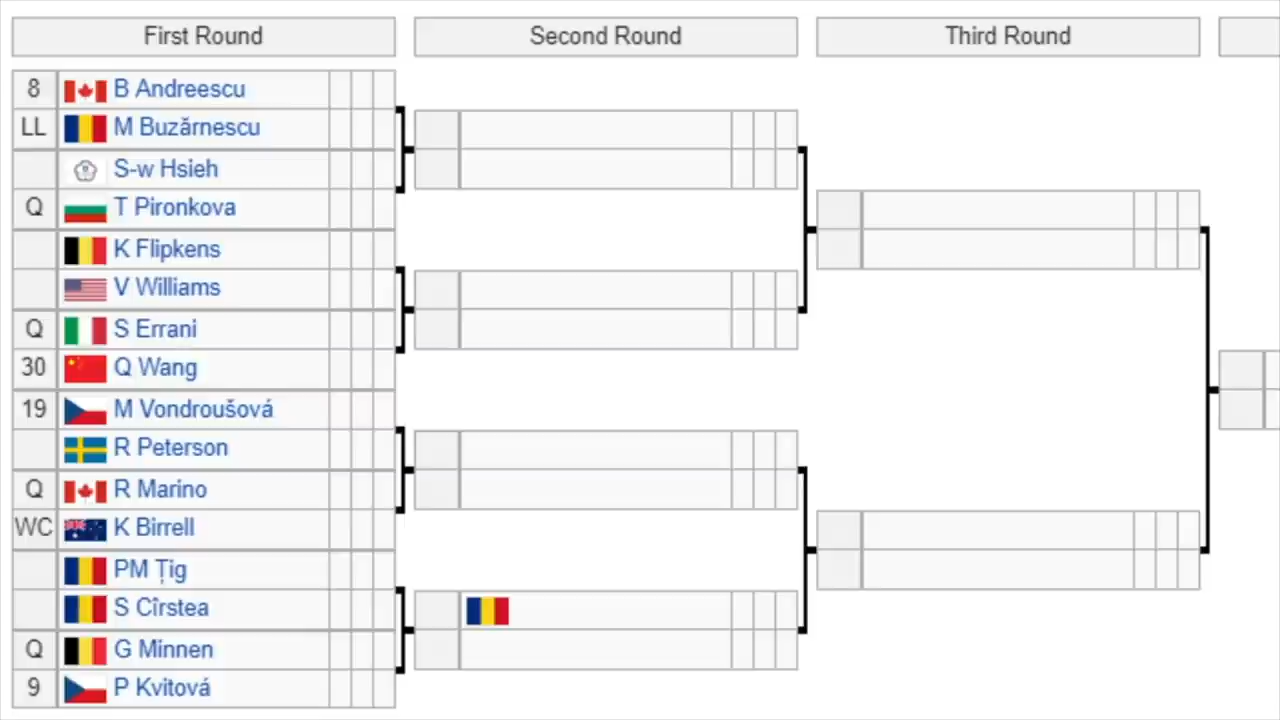 First Round
Second Round
Third Round
8 B Andreescu
LL M Buzărnescu
S-w Hsieh
Q T Pironkova
K Flipkens
V Williams
Q S Errani
30 Q Wang
19 M Vondroušová
R Peterson
Q R Marino
WC K Birrell
PM Țig
S Cîrstea
Q G Minnen
9 P Kvitová